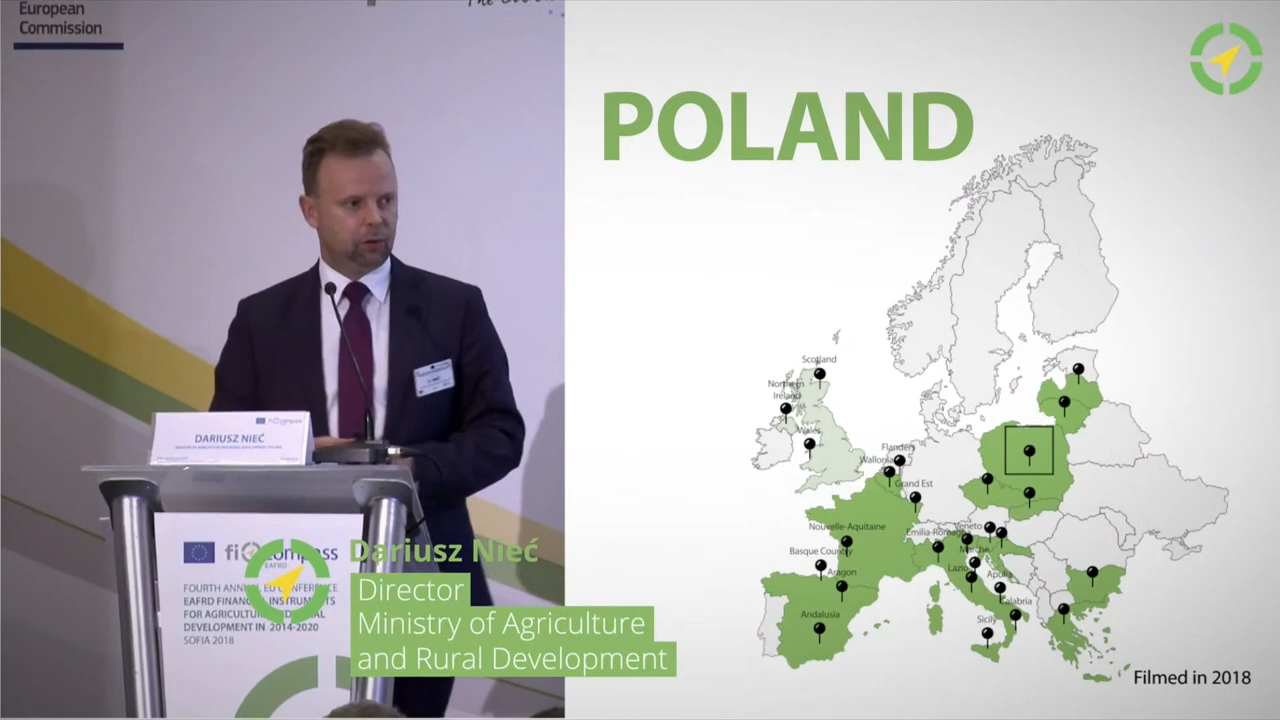 European
Commission
POLAND
Scotland
Northern
Ireland
Wales
Flanders
Wallonia
Grand Est
Nouvelle-Aquitaine
Emilia-Romagna
Veneto
Basque Country
Marche
Aragon
Lazio
Apulia
Calabria
Andalusia
Sicily
DARIUSZ NIEĆ
fi compass
EAFRD
FOURTH ANNUAL EU CONFERENCE
EAFRD FINANCIAL INSTRUMENTS
FOR AGRICULTURE AND RURAL
DEVELOPMENT IN 2014-2020
SOFIA 2018
Dariusz Nieć
Director
Ministry of Agriculture
and Rural Development
Filmed in 2018